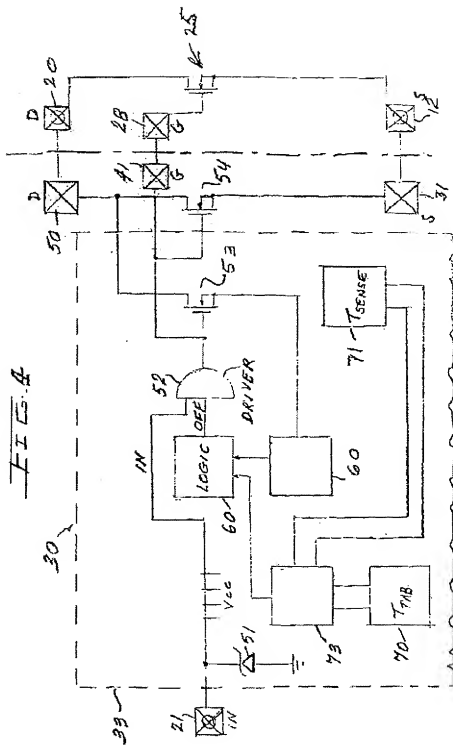 FIG. 4
30
33
50
D
D
20
41
G
28
G
25
54
53
52
IN
OFF
DRIVER
LOGIC
60
60
Vcc
51
21
IN
73
70
TTAB
71
TSENSE
31
S
12
S